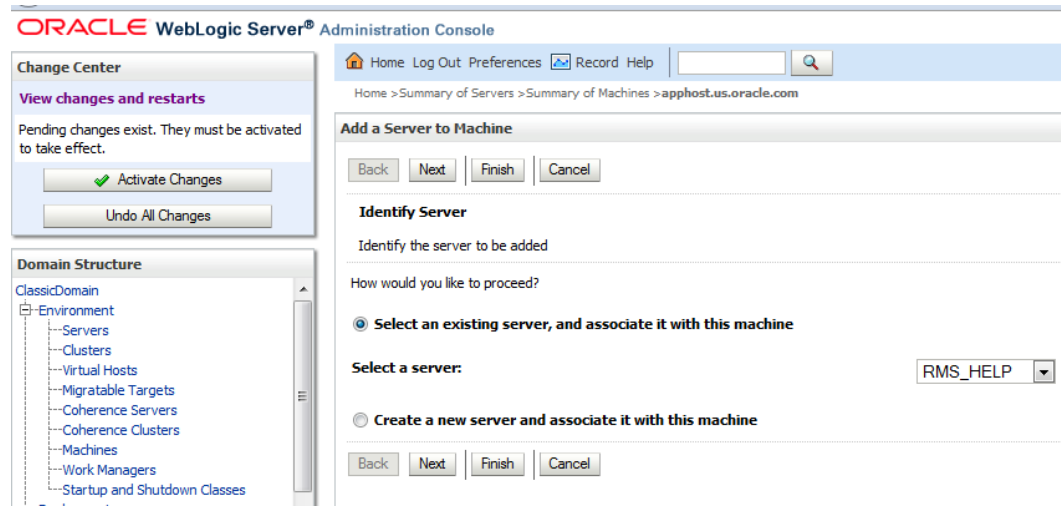 ORACLE WebLogic Server® Administration Console
Change Center
View changes and restarts
Pending changes exist. They must be activated
to take effect.
Activate Changes
Undo All Changes
Domain Structure
ClassicDomain
Environment
Servers
Clusters
Virtual Hosts
Migratable Targets
Coherence Servers
Coherence Clusters
Machines
Work Managers
Startup and Shutdown Classes
Home Log Out Preferences Record Help
Home >Summary of Servers >Summary of Machines >apphost.us.oracle.com
Add a Server to Machine
Back Next Finish Cancel
Identify Server
Identify the server to be added
How would you like to proceed?
Select an existing server, and associate it with this machine
Select a server: RMS_HELP
Create a new server and associate it with this machine
Back Next Finish Cancel